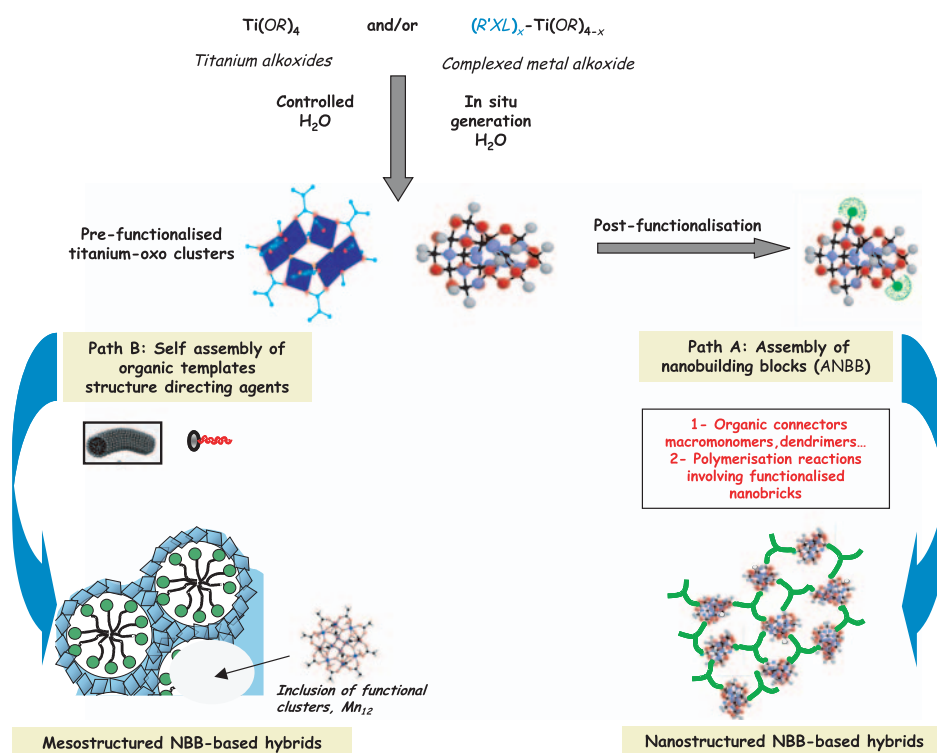 Ti(OR)4 and/or (R'XL)x-Ti(OR)4-x
Titanium alkoxides Complexed metal alkoxide
Controlled
H2O
In situ
generation
H2O
Pre-functionalised
titanium-oxo clusters
Post-functionalisation
Path B: Self assembly of
organic templates
structure directing agents
Path A: Assembly of
nanobuilding blocks (ANBB)
1- Organic connectors
macromonomers,dendrimers...
2- Polymerisation reactions
involving functionalised
nanobricks
Inclusion of functional
clusters, Mn12
Mesostructured NBB-based hybrids
Nanostructured NBB-based hybrids